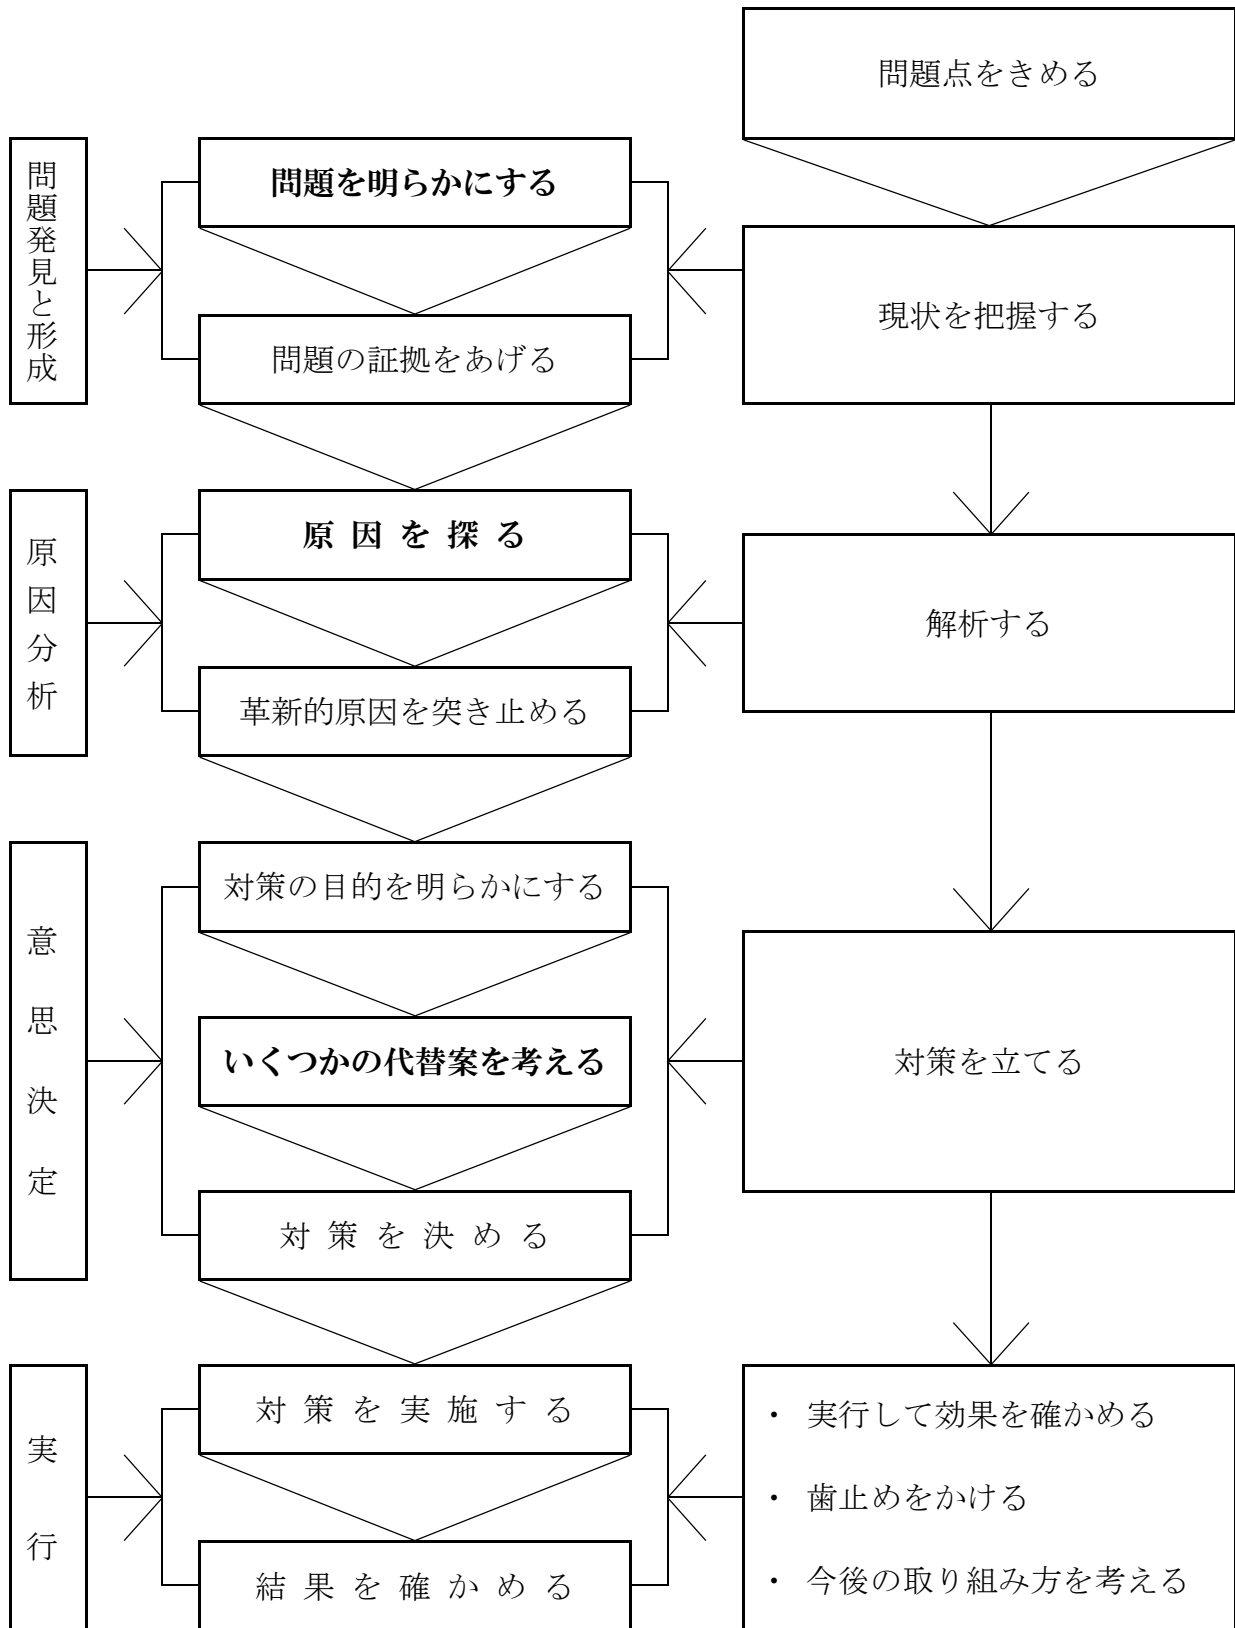 問題点をきめる
問題発見と形成
問題を明らかにする
問題の証拠をあげる
現状を把握する
原因分析
原因を探る
革新的原因を突き止める
解析する
意思決定
対策の目的を明らかにする
いくつかの代替案を考える
対策を決める
対策を立てる
実行
対策を実施する
結果を確かめる
・ 実行して効果を確かめる
・ 歯止めをかける
・ 今後の取り組み方を考える